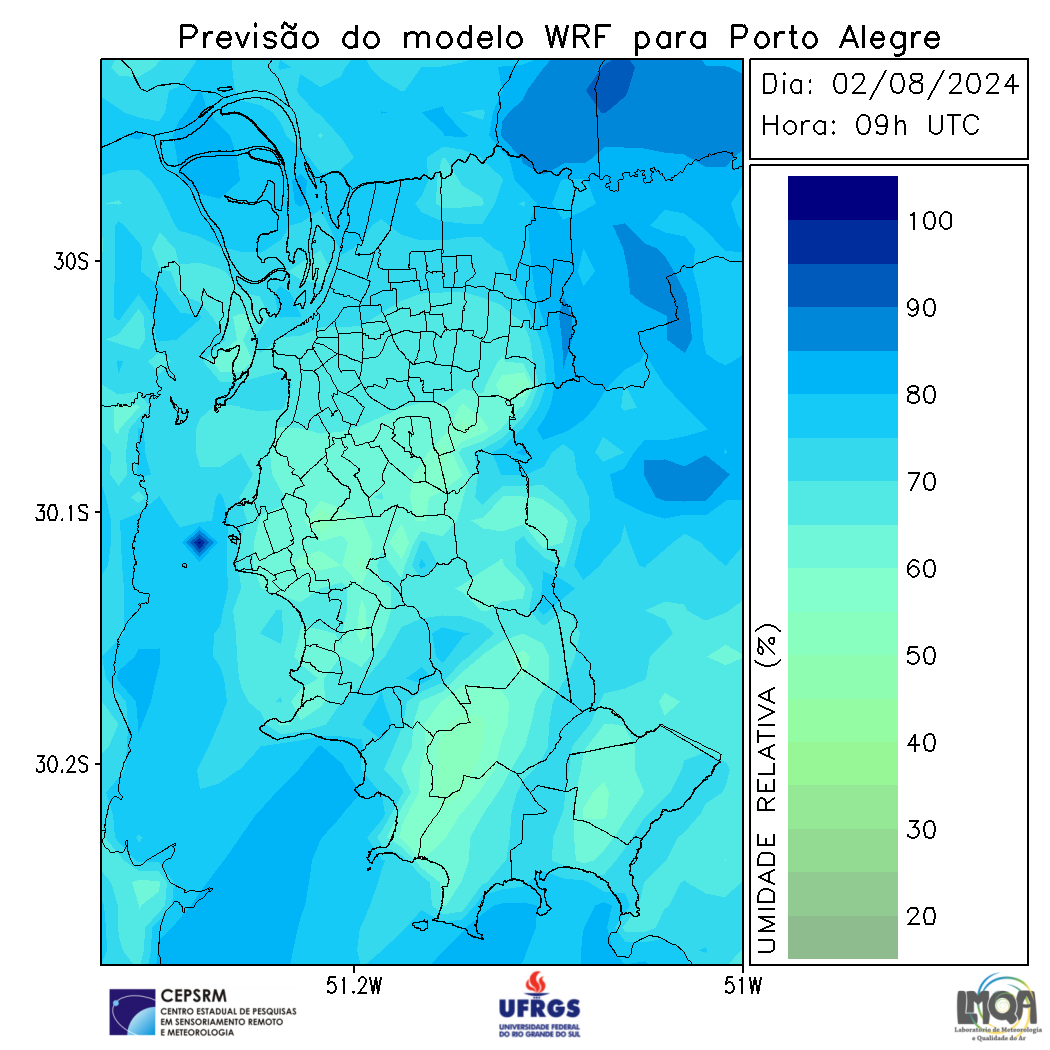 Previsão do modelo WRF para Porto Alegre
Dia: 02/08/2024
Hora: 09h UTC
30S
30.1S
30.2S
51.2W
51W
100
90
80
70
60
50
40
30
20
UMIDADE RELATIVA (%)
CEPSRM
CENTRO ESTADUAL DE PESQUISAS
EM SENSORIAMENTO REMOTO
E METEOROLOGIA
UFRGS
UNIVERSIDADE FEDERAL
DO RIO GRANDE DO SUL
LMQA
Laboratório de Meteorologia
e Qualidade do Ar